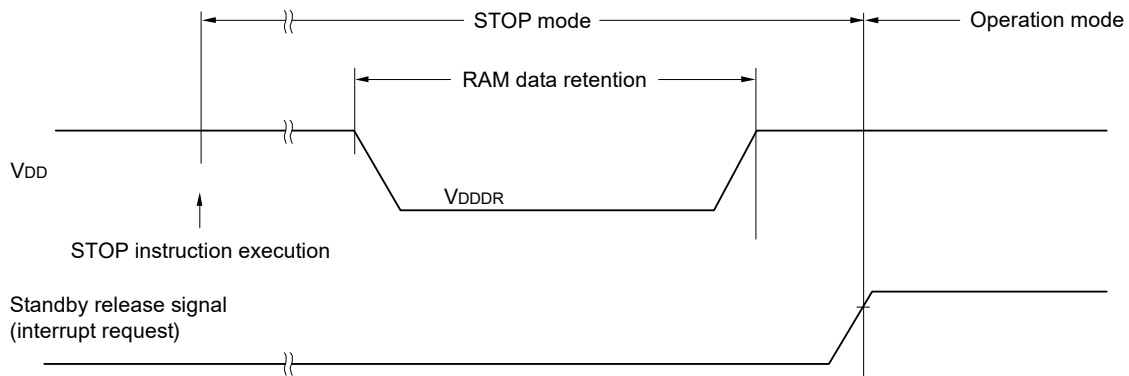 STOP mode
Operation mode
RAM data retention
VDD
VDDDR
STOP instruction execution
Standby release signal
(interrupt request)